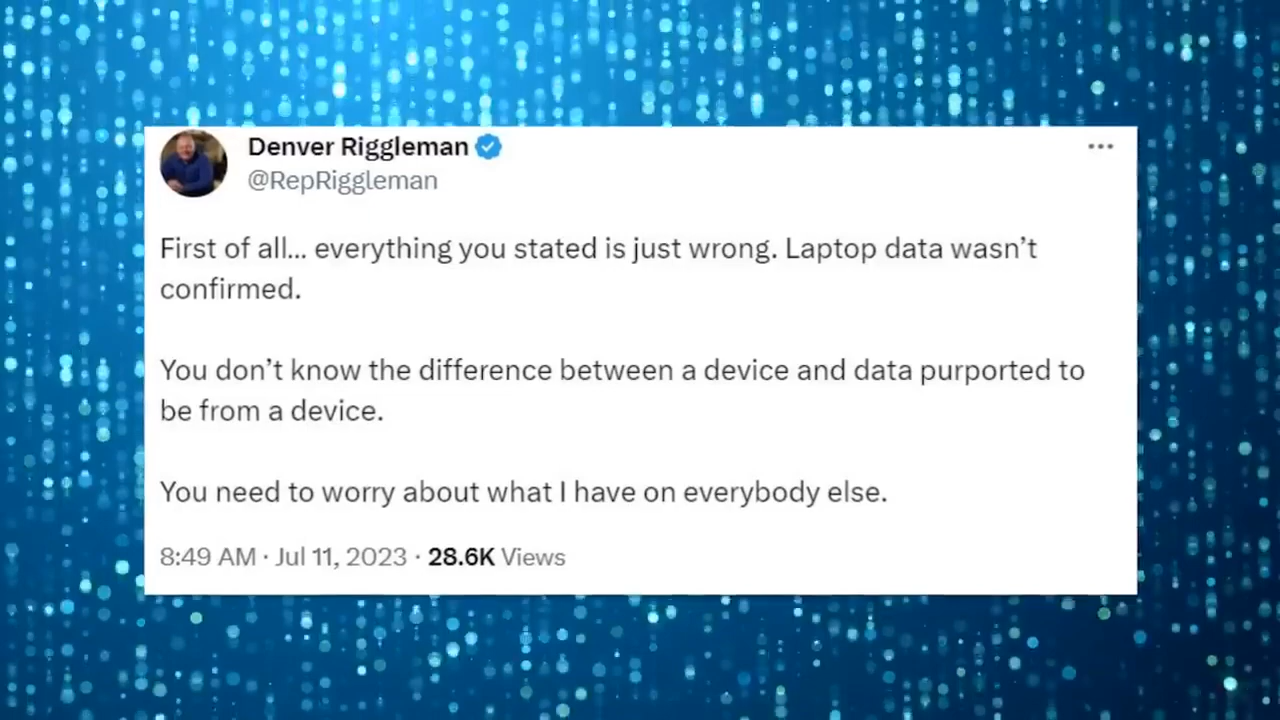 Denver Riggleman
@RepRiggleman
First of all... everything you stated is just wrong. Laptop data wasn’t
confirmed.
You don’t know the difference between a device and data purported to
be from a device.
You need to worry about what I have on everybody else.
8:49 AM · Jul 11, 2023 · 28.6K Views